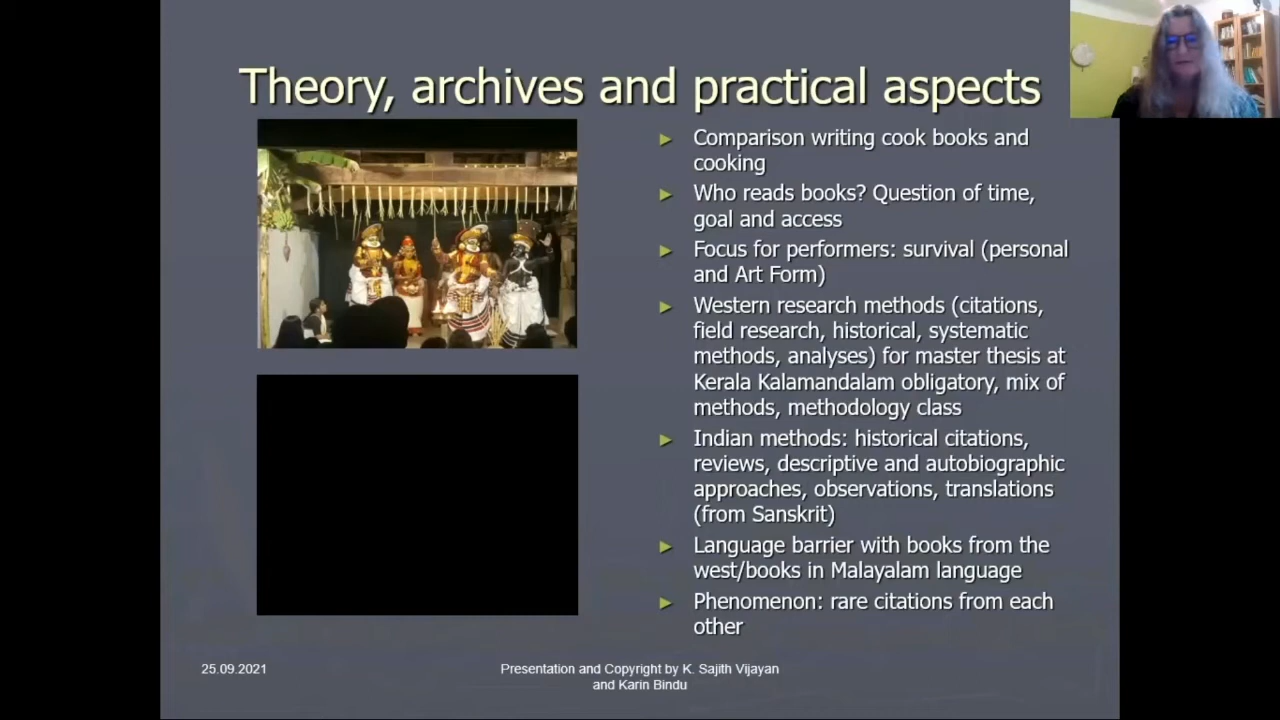 Theory, archives and practical aspects
► Comparison writing cook books and
cooking
► Who reads books? Question of time,
goal and access
► Focus for performers: survival (personal
and Art Form)
► Western research methods (citations,
field research, historical, systematic
methods, analyses) for master thesis at
Kerala Kalamandalam obligatory, mix of
methods, methodology class
► Indian methods: historical citations,
reviews, descriptive and autobiographic
approaches, observations, translations
(from Sanskrit)
► Language barrier with books from the
west/books in Malayalam language
► Phenomenon: rare citations from each
other
25.09.2021
Presentation and Copyright by K. Sajith Vijayan
and Karin Bindu